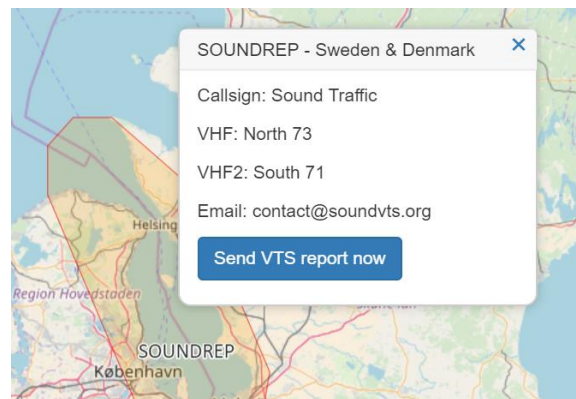 SOUNDREP - Sweden & Denmark ×
Callsign: Sound Traffic
VHF: North 73
VHF2: South 71
Email: contact@soundvts.org
Send VTS report now
Helsing
Region Hovedstaden
SOUNDREP
København